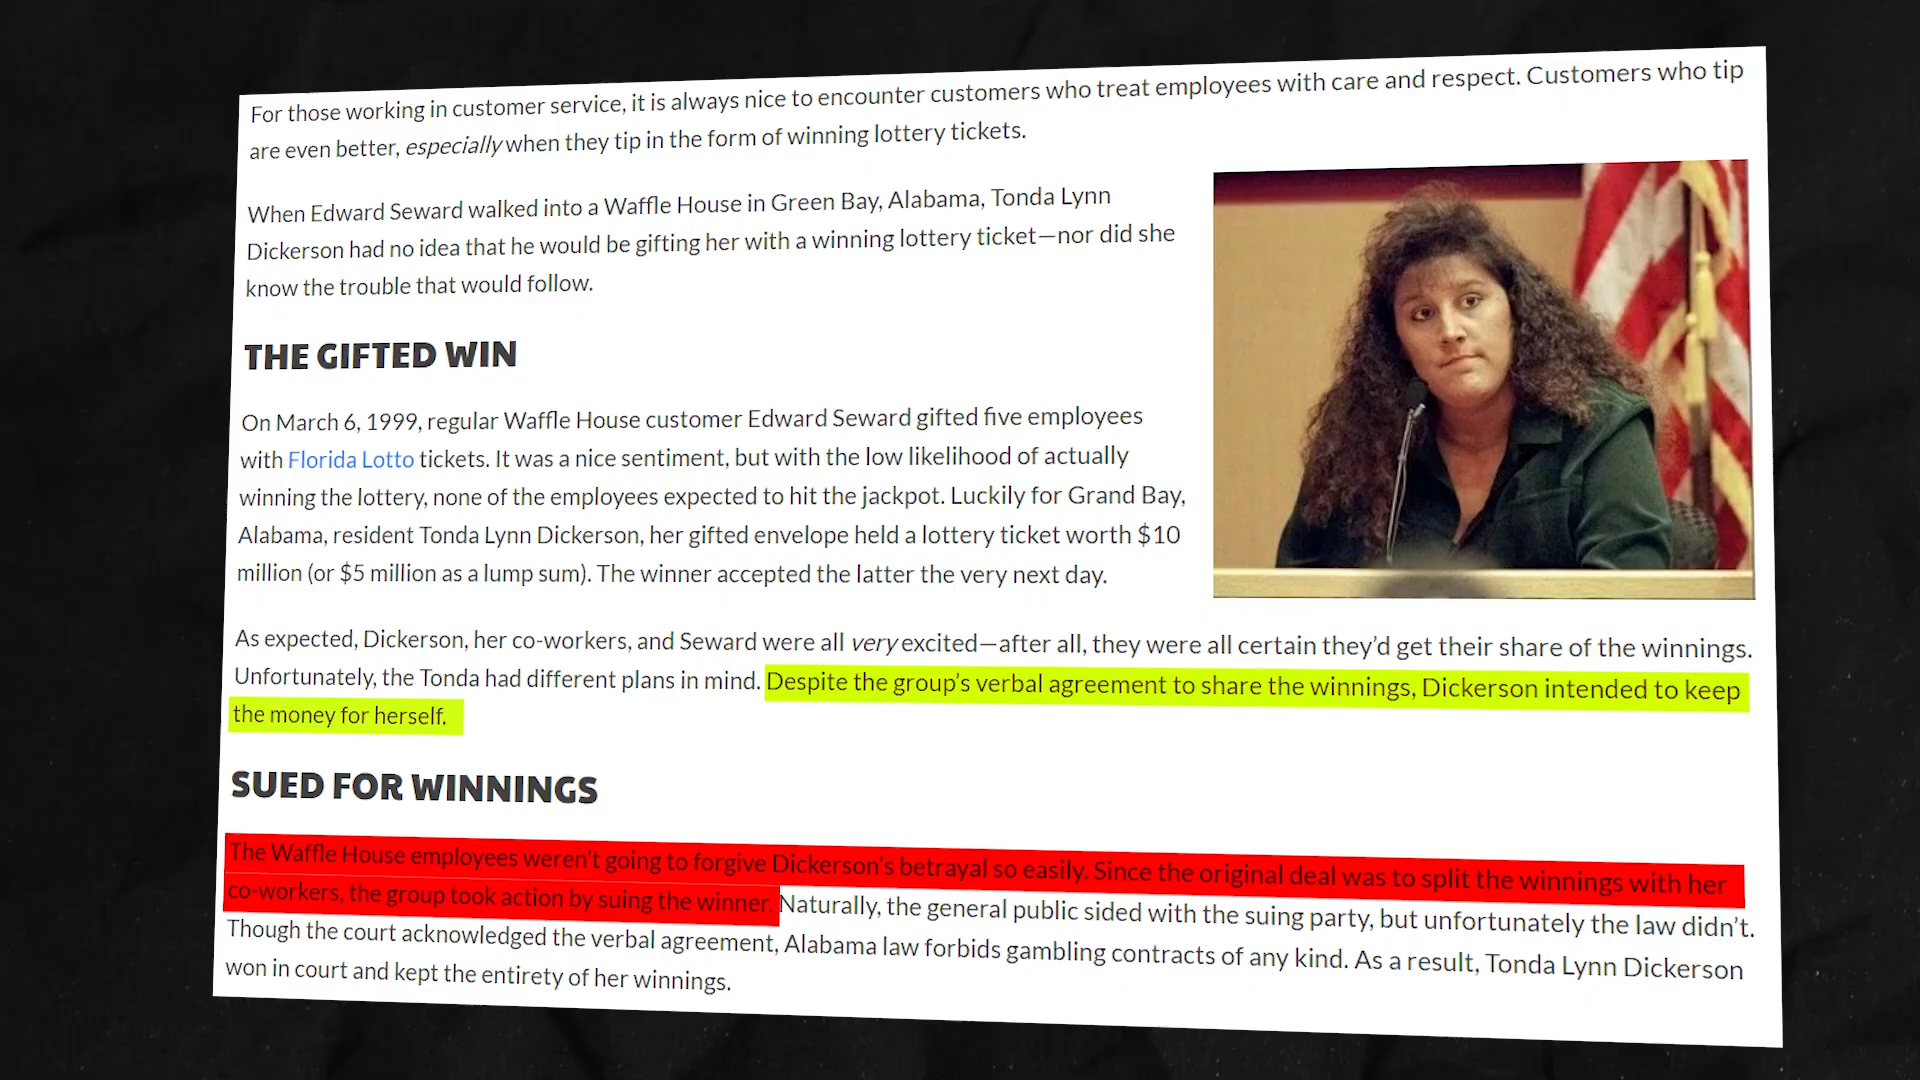 For those working in customer service, it is always nice to encounter customers who treat employees with care and respect. Customers who tip
are even better, especially when they tip in the form of winning lottery tickets.
When Edward Seward walked into a Waffle House in Green Bay, Alabama, Tonda Lynn
Dickerson had no idea that he would be gifting her with a winning lottery ticket—nor did she
know the trouble that would follow.
THE GIFTED WIN
On March 6, 1999, regular Waffle House customer Edward Seward gifted five employees
with Florida Lotto tickets. It was a nice sentiment, but with the low likelihood of actually
winning the lottery, none of the employees expected to hit the jackpot. Luckily for Grand Bay,
Alabama, resident Tonda Lynn Dickerson, her gifted envelope held a lottery ticket worth $10
million (or $5 million as a lump sum). The winner accepted the latter the very next day.
As expected, Dickerson, her co-workers, and Seward were all very excited—after all, they were all certain they’d get their share of the winnings.
Unfortunately, the Tonda had different plans in mind. Despite the group’s verbal agreement to share the winnings, Dickerson intended to keep
the money for herself.
SUED FOR WINNINGS
The Waffle House employees weren’t going to forgive Dickerson’s betrayal so easily. Since the original deal was to split the winnings with her
co-workers, the group took action by suing the winner. Naturally, the general public sided with the suing party, but unfortunately the law didn’t.
Though the court acknowledged the verbal agreement, Alabama law forbids gambling contracts of any kind. As a result, Tonda Lynn Dickerson
won in court and kept the entirety of her winnings.